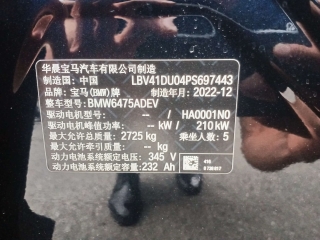 华晨宝马汽车有限公司制造
制造国：中国 LBV41DU04PS697443
品牌：宝马(BMW)牌 制造年月：2022-12
整车型号：BMW6475ADEV
驱动电机型号：-- / HA0001N0
驱动电机峰值功率：-- kW / 210 kW
最大允许总质量：2725 kg 乘坐人数：5
最大允许牵引质量：-- kg
动力电池系统额定电压：345 V
动力电池系统额定容量：232 Ah